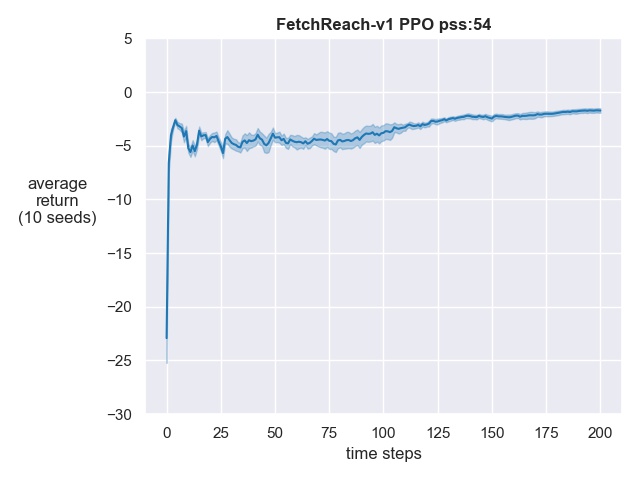 FetchReach-v1 PPO pss:54
5
0
−5
−10
−15
−20
−25
−30
average
return
(10 seeds)
0 25 50 75 100 125 150 175 200
time steps